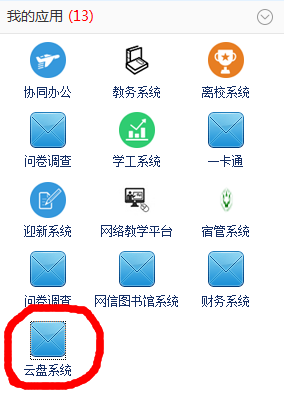 我的应用 (13)
协同办公 教务系统 离校系统
问卷调查 学工系统 一卡通
迎新系统 网络教学平台 宿管系统
问卷调查 网信图书馆系统 财务系统
云盘系统